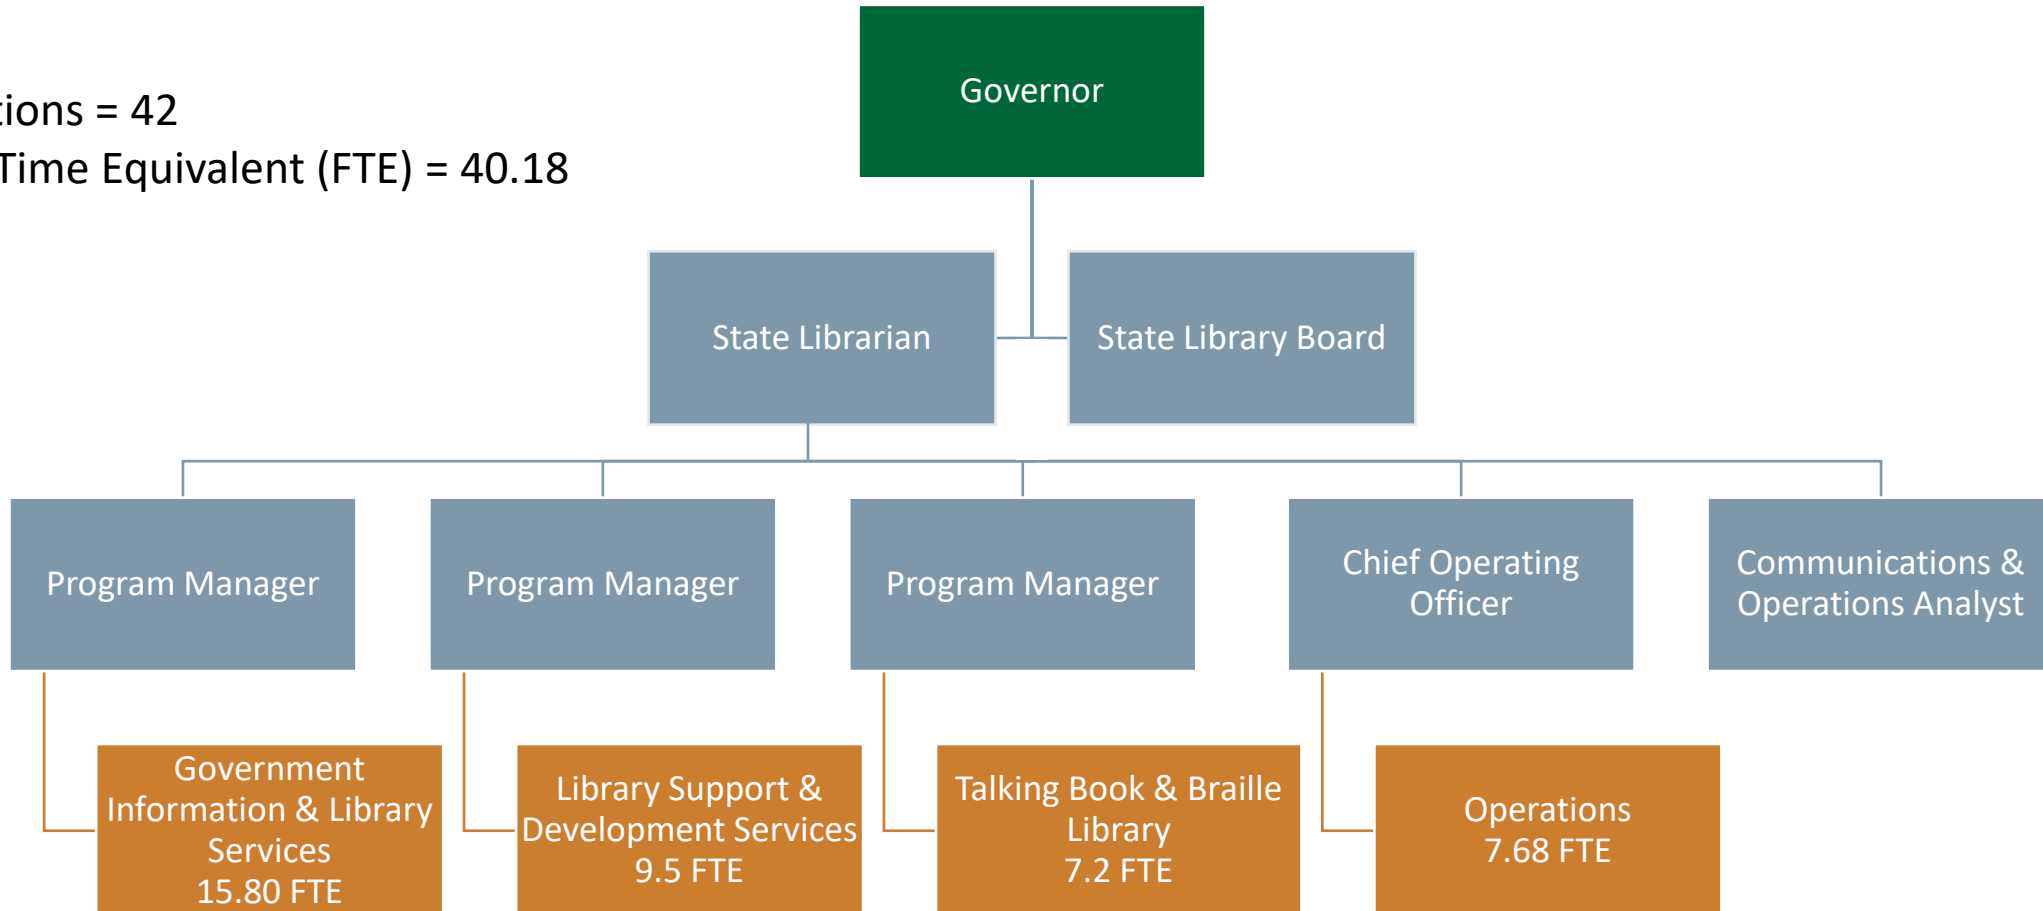 tions = 42
Time Equivalent (FTE) = 40.18
Governor
State Librarian
State Library Board
Program Manager
Program Manager
Program Manager
Chief Operating
Officer
Communications &
Operations Analyst
Government
Information & Library
Services
15.80 FTE
Library Support &
Development Services
9.5 FTE
Talking Book & Braille
Library
7.2 FTE
Operations
7.68 FTE